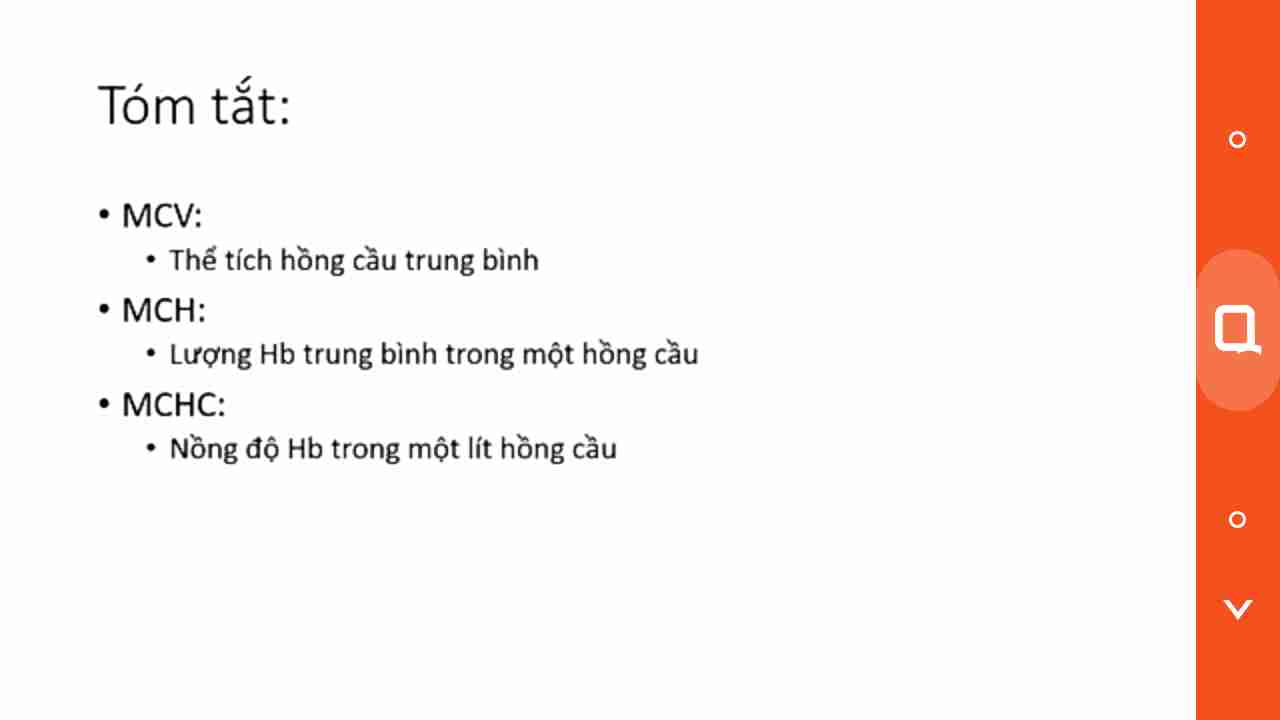 Tóm tắt:
• MCV:
• Thể tích hồng cầu trung bình
• MCH:
• Lượng Hb trung bình trong một hồng cầu
• MCHC:
• Nồng độ Hb trong một lít hồng cầu